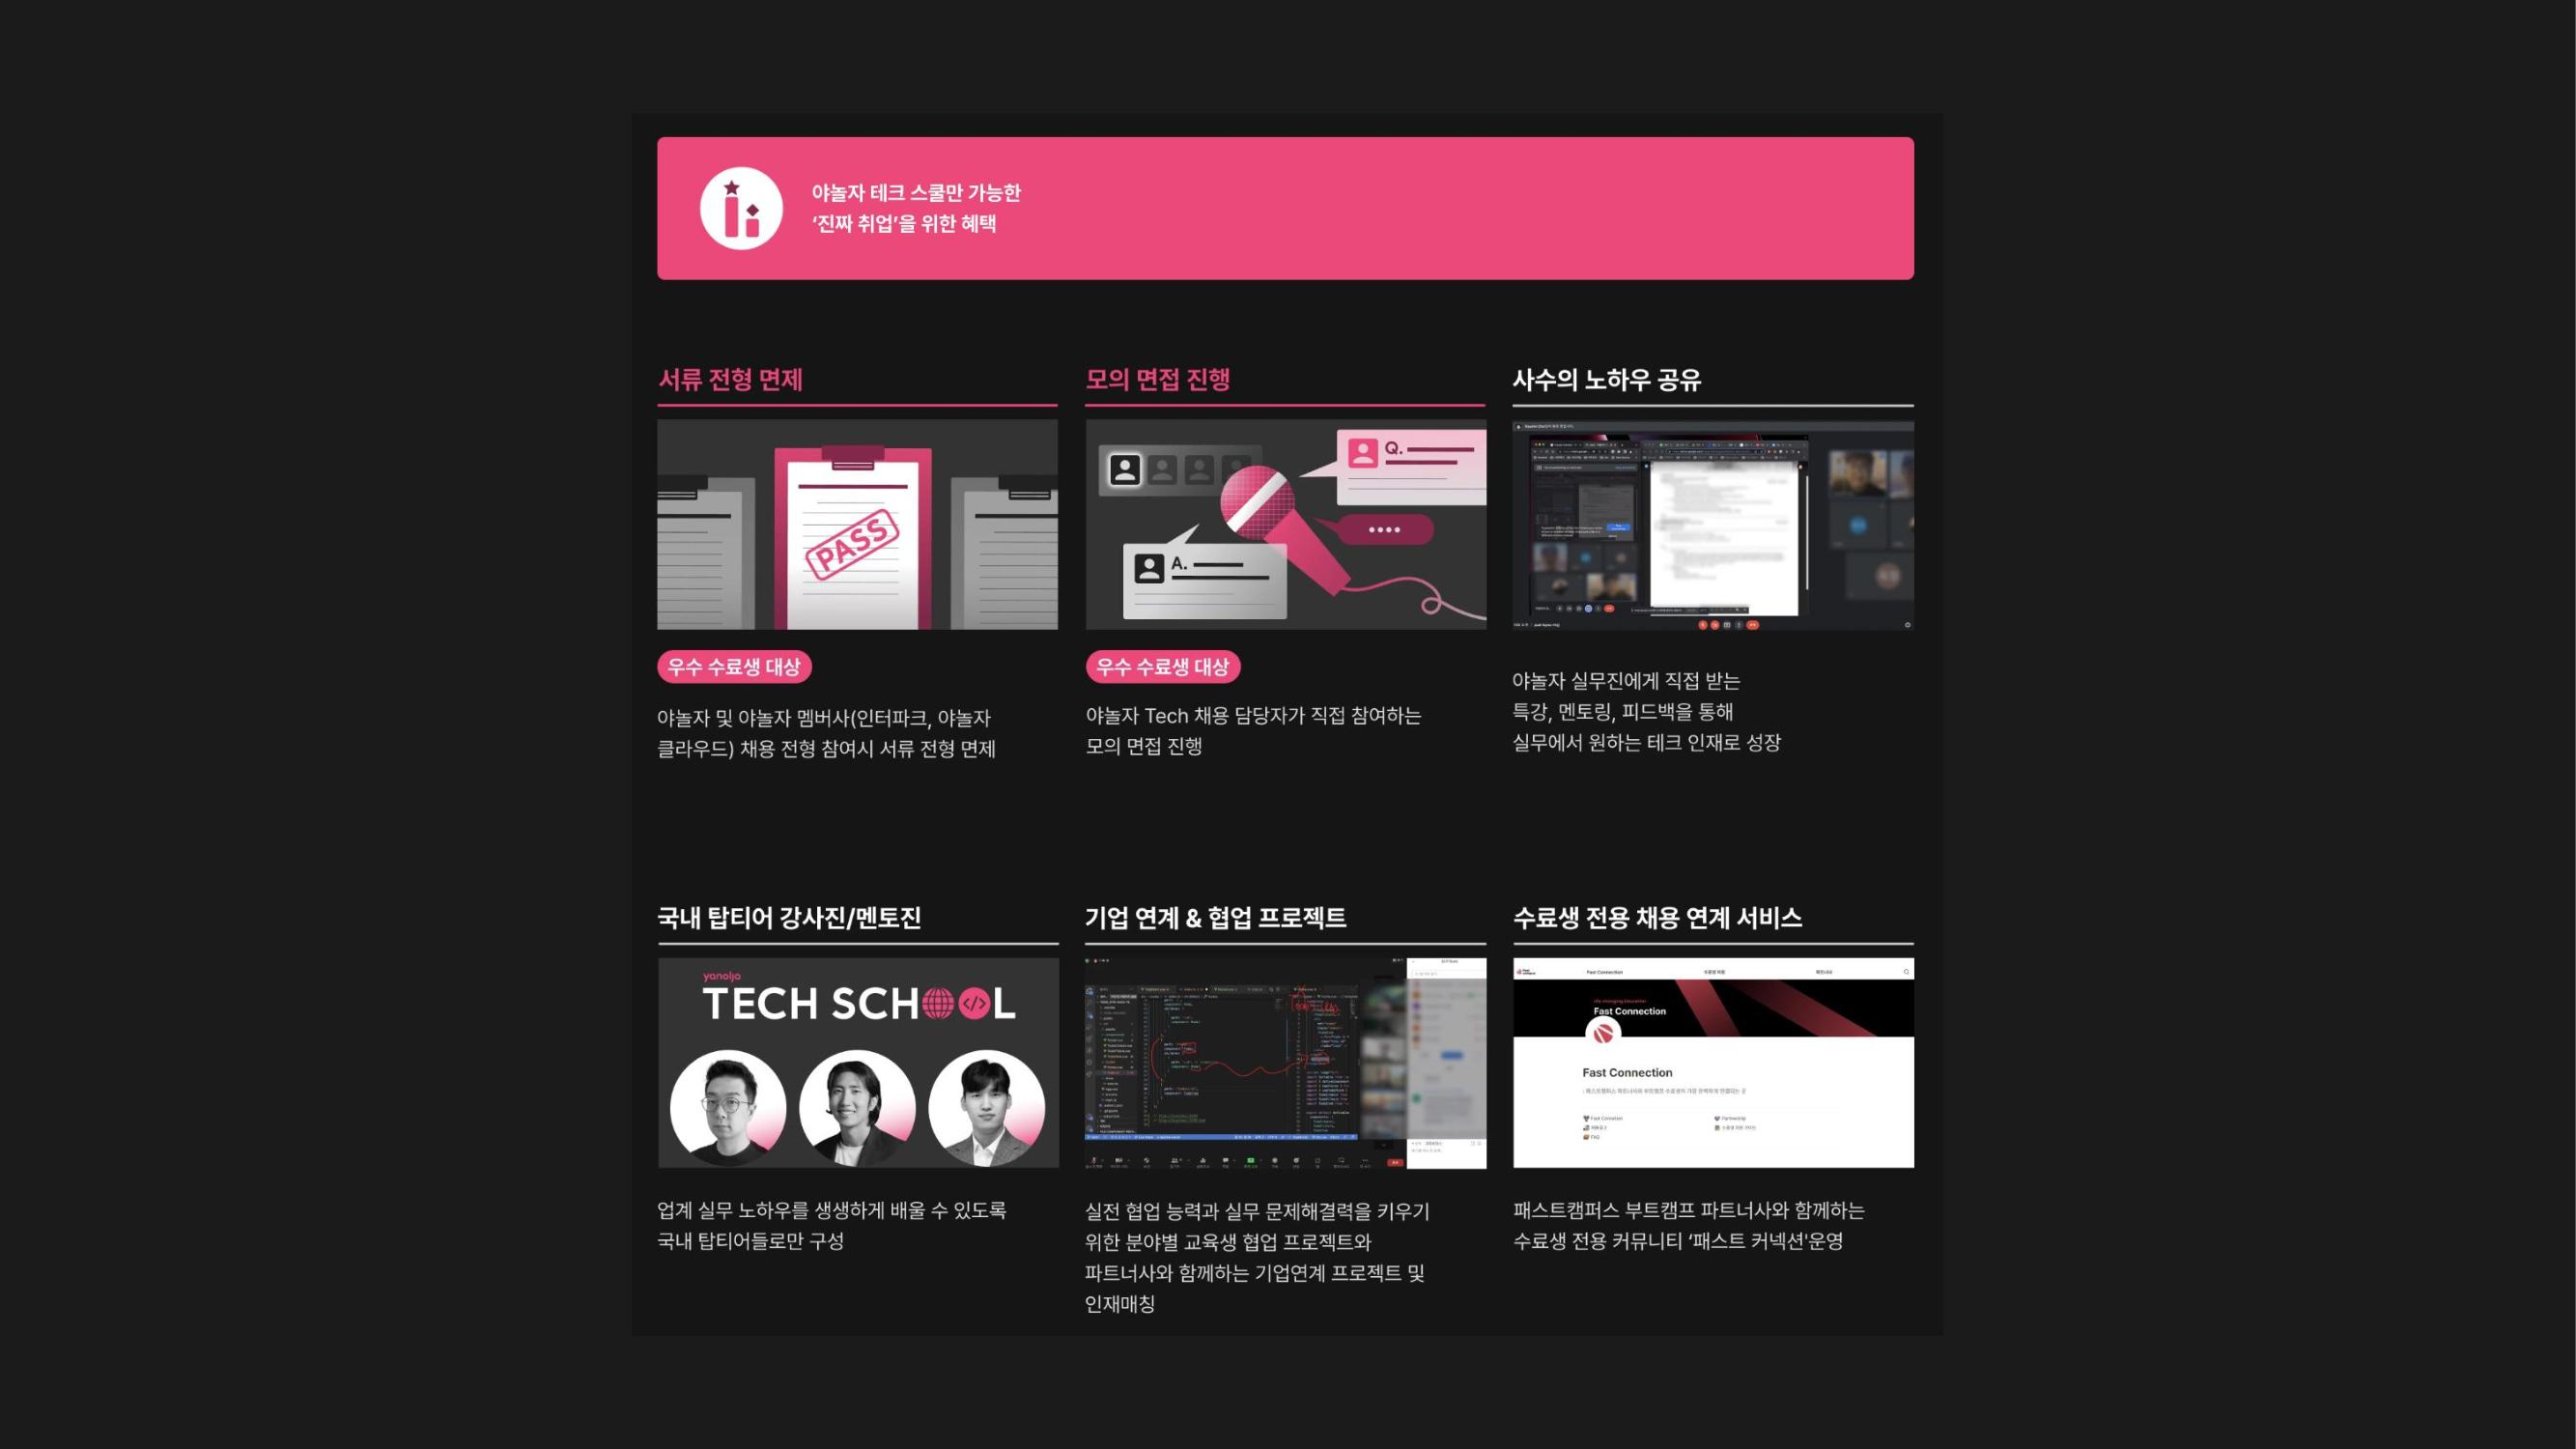 야놀자 테크 스쿨만 가능한
‘진짜 취업’을 위한 혜택
서류 전형 면제
PASS
우수 수료생 대상
야놀자 및 야놀자 멤버사(인터파크, 야놀자
클라우드) 채용 전형 참여시 서류 전형 면제
모의 면접 진행
Q.
A.
우수 수료생 대상
야놀자 Tech 채용 담당자가 직접 참여하는
모의 면접 진행
사수의 노하우 공유
야놀자 실무진에게 직접 받는
특강, 멘토링, 피드백을 통해
실무에서 원하는 테크 인재로 성장
국내 탑티어 강사진/멘토진
yanolja
TECH SCHOOL
</>
업계 실무 노하우를 생생하게 배울 수 있도록
국내 탑티어들로만 구성
기업 연계 & 협업 프로젝트
실전 협업 능력과 실무 문제해결력을 키우기
위한 분야별 교육생 협업 프로젝트와
파트너사와 함께하는 기업연계 프로젝트 및
인재매칭
수료생 전용 채용 연계 서비스
Fast Connection
Fast Connection
Fast Connection
Partnership
FAQ
패스트캠퍼스 부트캠프 파트너사와 함께하는
수료생 전용 커뮤니티 ‘패스트 커넥션'운영